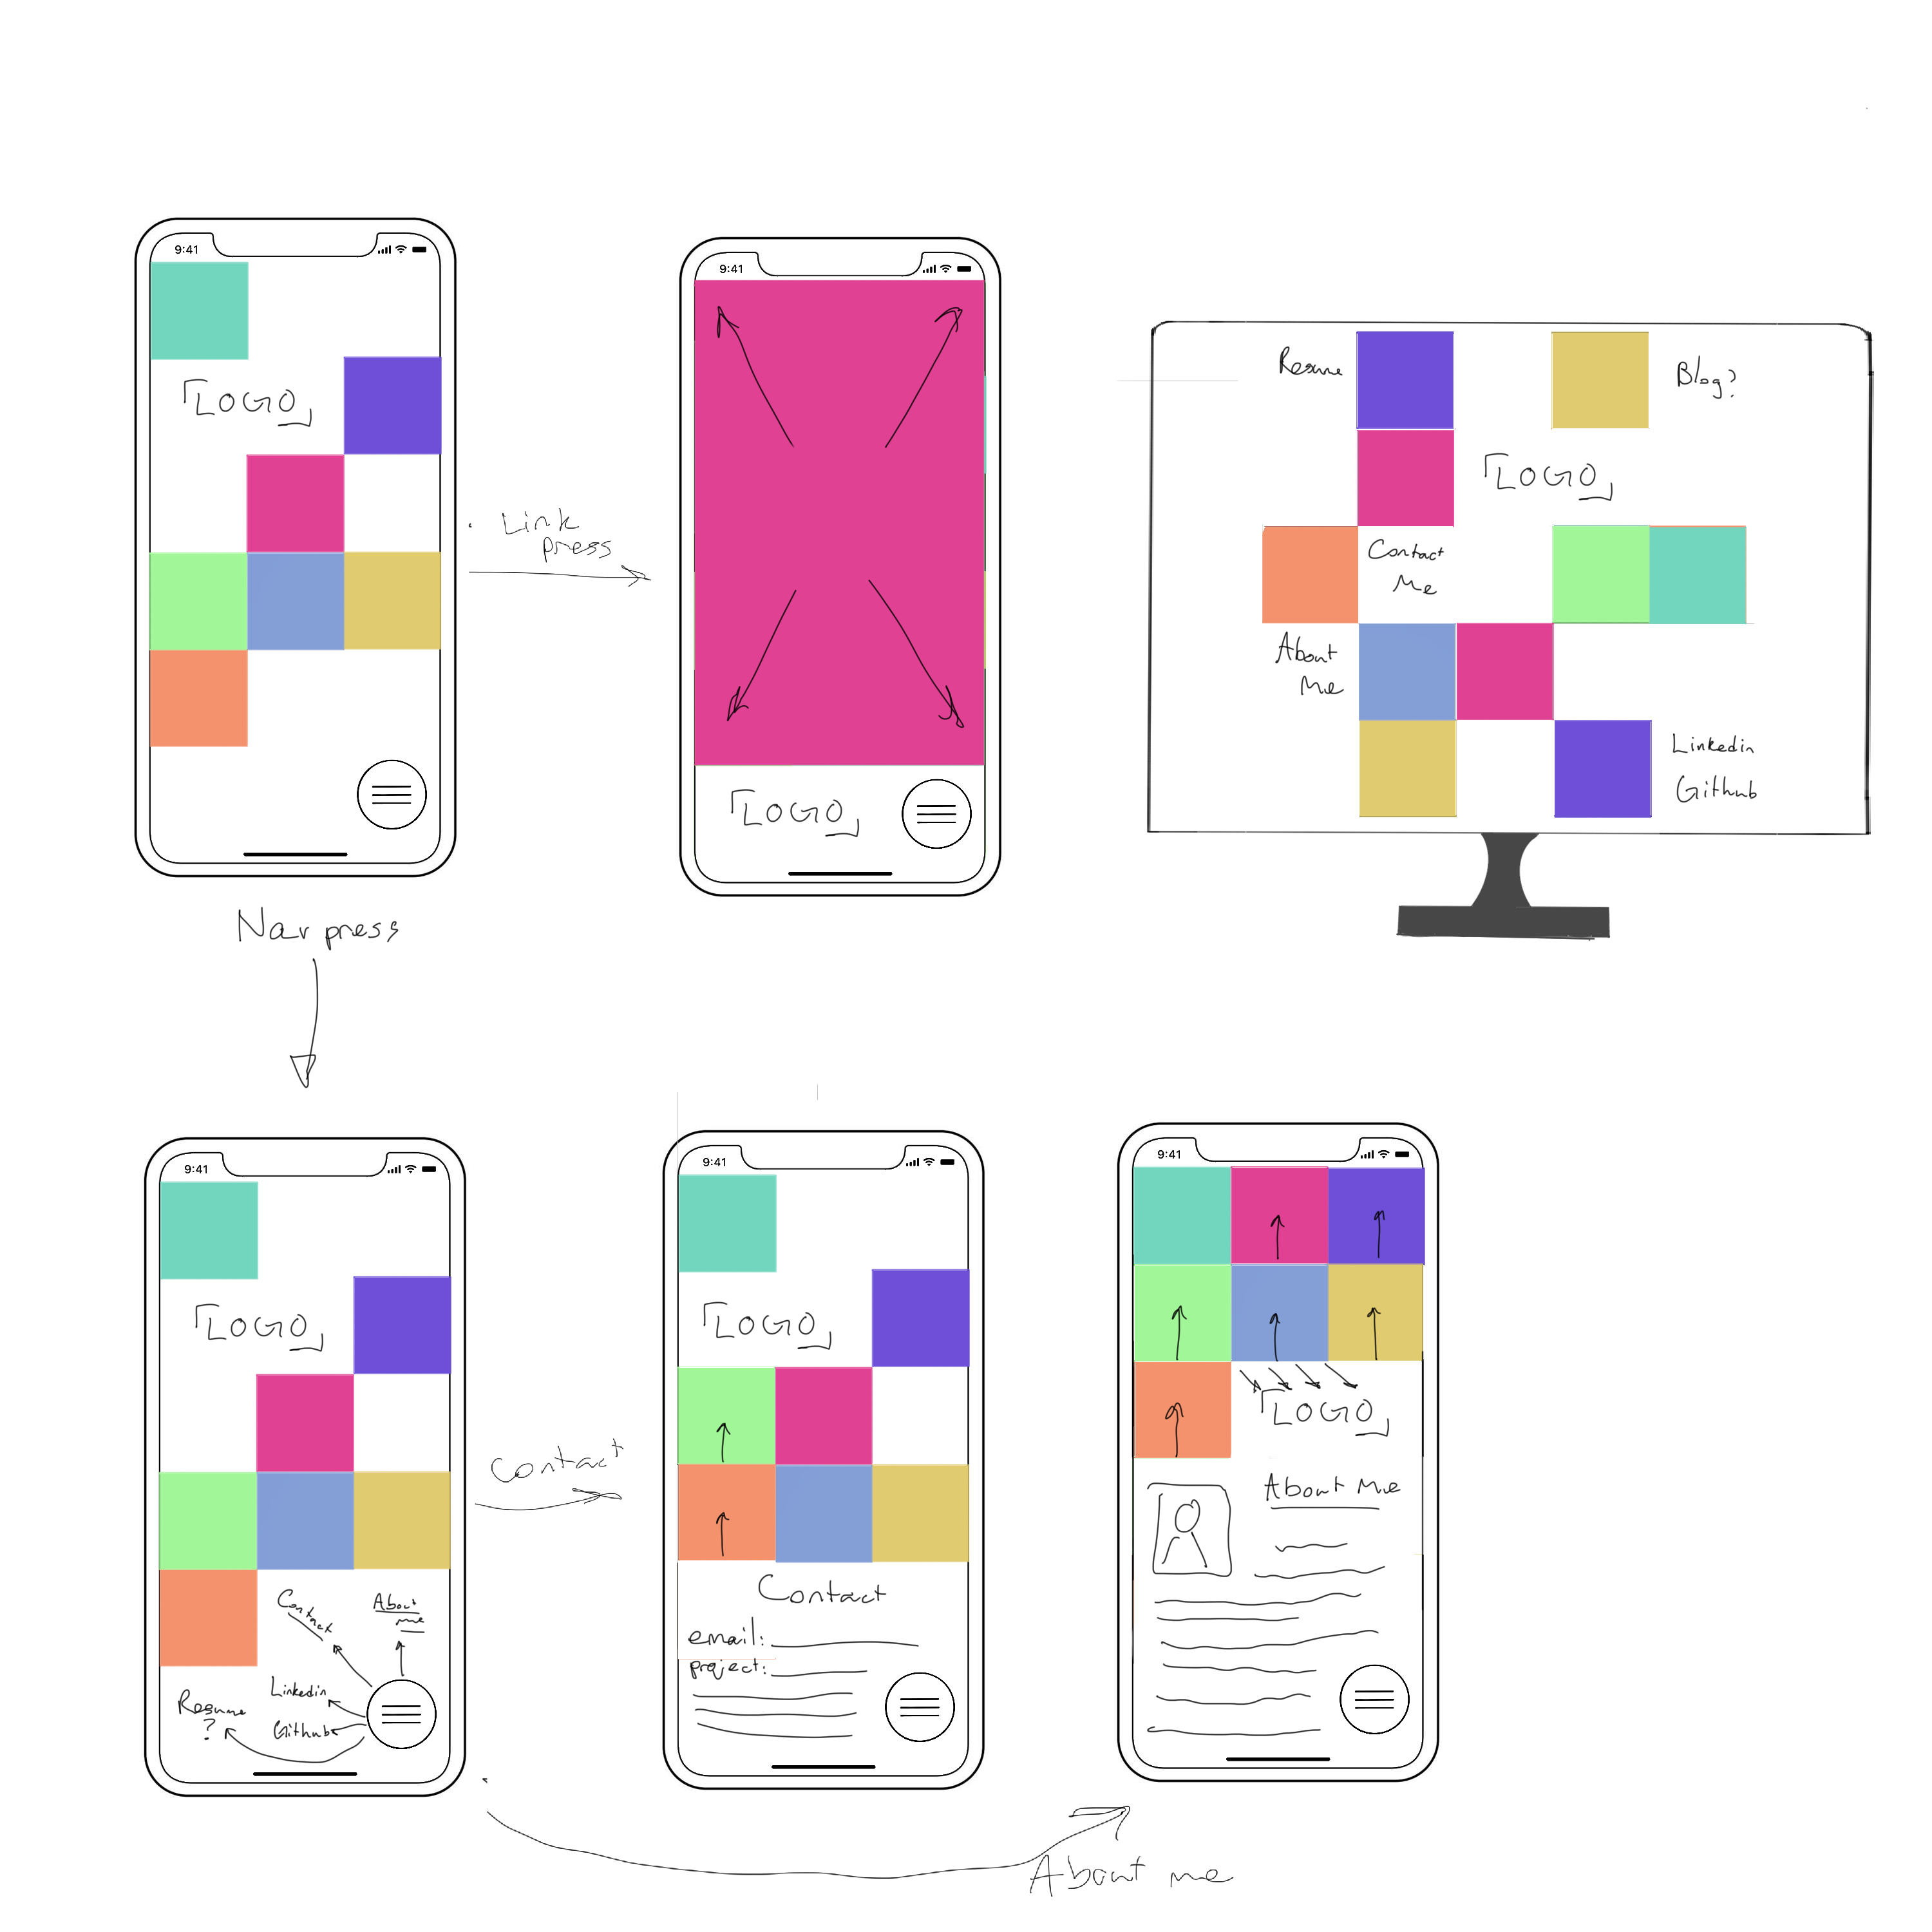 9:41
「LOGO」
Link
press
9:41
「LOGO」
Resume
Blog?
「LOGO」
Contact
Me
About
Me
Linkedin
Github
Nav press
9:41
「LOGO」
Contact
About
me
Linkedin
Resume
?
Github
Contact
9:41
「LOGO」
Contact
email:
project:
9:41
「LOGO」
About Me
About me